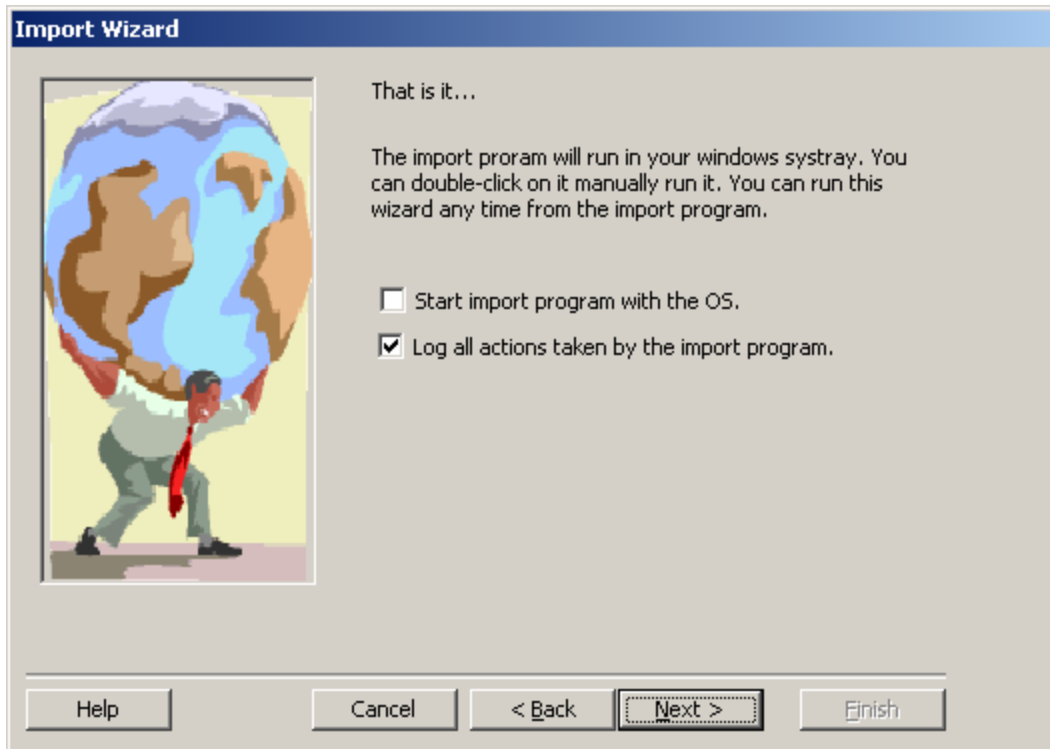 Import Wizard
That is it...
The import proram will run in your windows systray. You
can double-click on it manually run it. You can run this
wizard any time from the import program.
Start import program with the OS.
Log all actions taken by the import program.
Help
Cancel
< Back
Next >
Finish